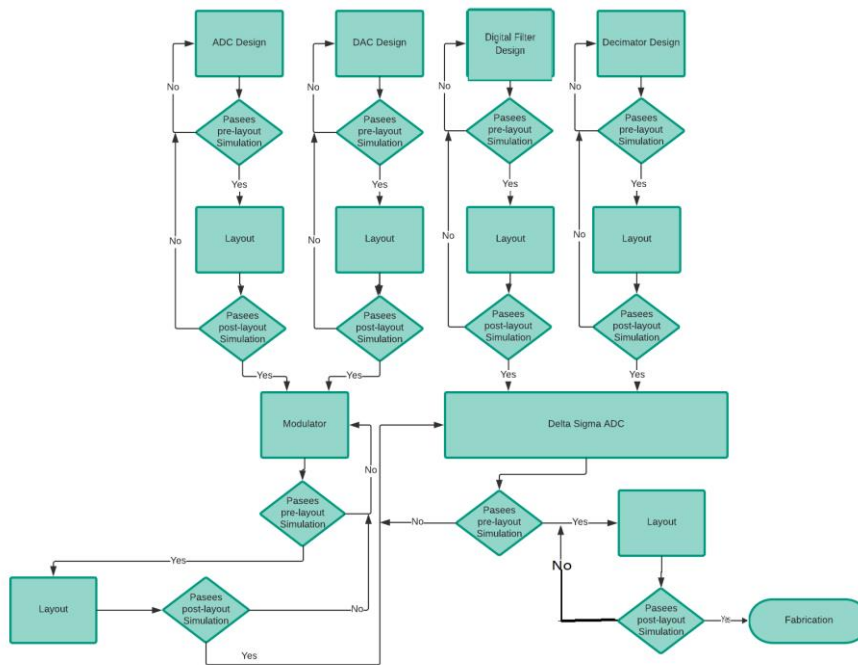 ADC Design
DAC Design
Digital Filter
Design
Decimator Design
No
No
No
No
Pasees
pre-layout
Simulation
Pasees
pre-layout
Simulation
Pasees
pre-layout
Simulation
Pasees
pre-layout
Simulation
Yes
Yes
Yes
Yes
No
Layout
No
Layout
No
Layout
No
Layout
Pasees
post-layout
Simulation
Pasees
post-layout
Simulation
Pasees
post-layout
Simulation
Pasees
post-layout
Simulation
Yes
Yes
Yes
Yes
Modulator
Delta Sigma ADC
No
Pasees
pre-layout
Simulation
No
Pasees
pre-layout
Simulation
Yes
Layout
Yes
No
Layout
Pasees
post-layout
Simulation
No
Pasees
post-layout
Simulation
Yes
Fabrication
Yes